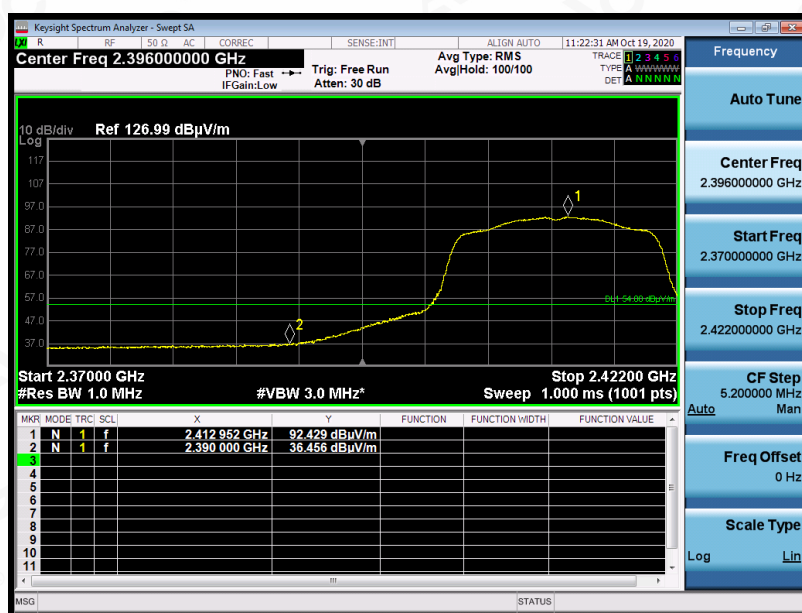 Keysight Spectrum Analyzer - Swept SA
LXI R RF 50 Ω AC CORREC SENSE:INT ALIGN AUTO 11:22:31 AM Oct 19, 2020
Center Freq 2.396000000 GHz
PNO: Fast
IFGain:Low
Trig: Free Run
Atten: 30 dB
Avg Type: RMS
Avg|Hold: 100/100
TRACE 1 2 3 4 5 6
TYPE A WWWWW
DET A N N N N N
10 dB/div Ref 126.99 dBµV/m
Log
117
107
97.0
87.0
77.0
67.0
57.0
47.0
37.0
1
2
DL1 54.00 dBµV/m
Start 2.37000 GHz Stop 2.42200 GHz
#Res BW 1.0 MHz #VBW 3.0 MHz* Sweep 1.000 ms (1001 pts)
MKR MODE TRC SCL X Y FUNCTION FUNCTION WIDTH FUNCTION VALUE
1 N 1 f 2.412 952 GHz 92.429 dBµV/m
2 N 1 f 2.390 000 GHz 36.456 dBµV/m
3
4
5
6
7
8
9
10
11
MSG STATUS
Frequency
Auto Tune
Center Freq
2.396000000 GHz
Start Freq
2.370000000 GHz
Stop Freq
2.422000000 GHz
CF Step
5.200000 MHz
Auto Man
Freq Offset
0 Hz
Scale Type
Log Lin